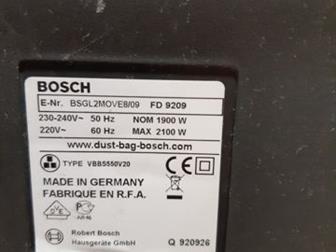 BOSCH
E-Nr. BSGL2MOVE8/09 FD 9209
230-240V~ 50 Hz NOM 1900 W
220V~ 60 Hz MAX 2100 W
www.dust-bag-bosch.com
TYPE VBBS550V20
MADE IN GERMANY
FABRIQUE EN R.F.A.
Robert Bosch
Hausgeräte GmbH Q 920926